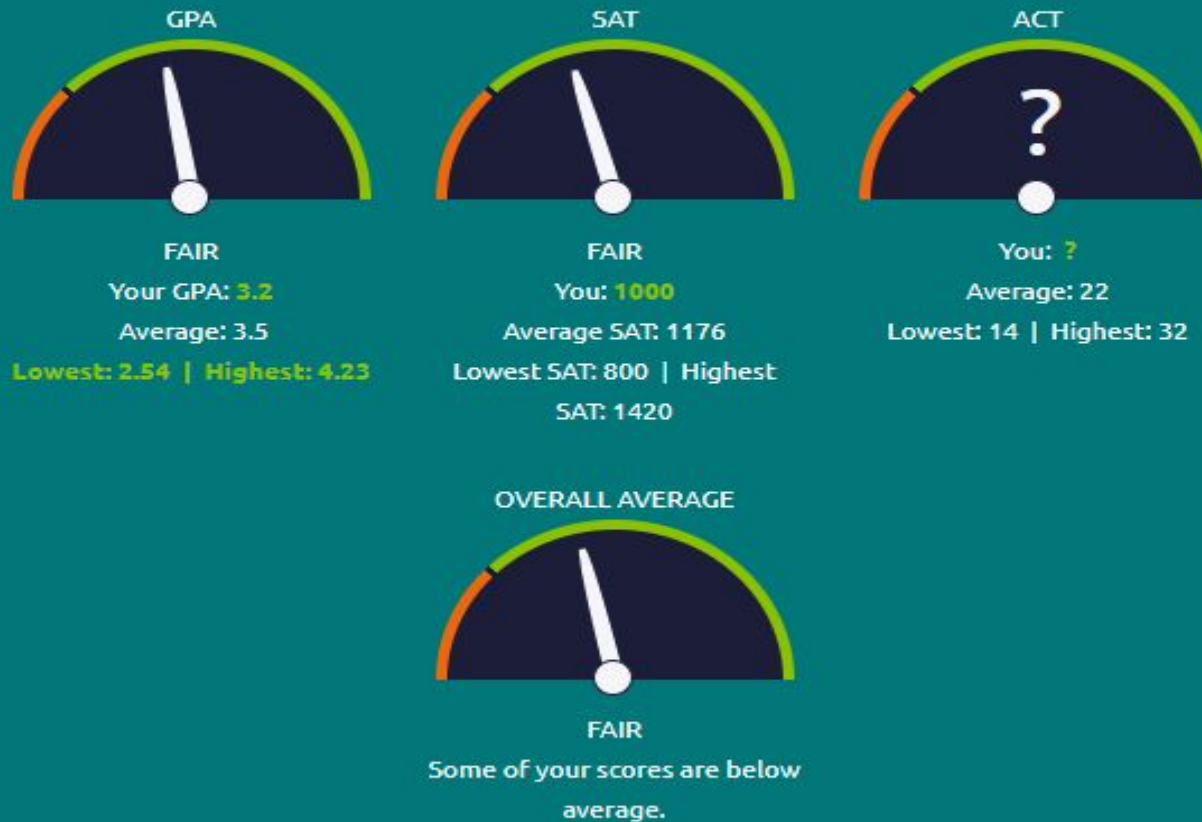 GPA
FAIR
Your GPA: 3.2
Average: 3.5
Lowest: 2.54 | Highest: 4.23
SAT
FAIR
You: 1000
Average SAT: 1176
Lowest SAT: 800 | Highest
SAT: 1420
ACT
?
You: ?
Average: 22
Lowest: 14 | Highest: 32
OVERALL AVERAGE
FAIR
Some of your scores are below
average.